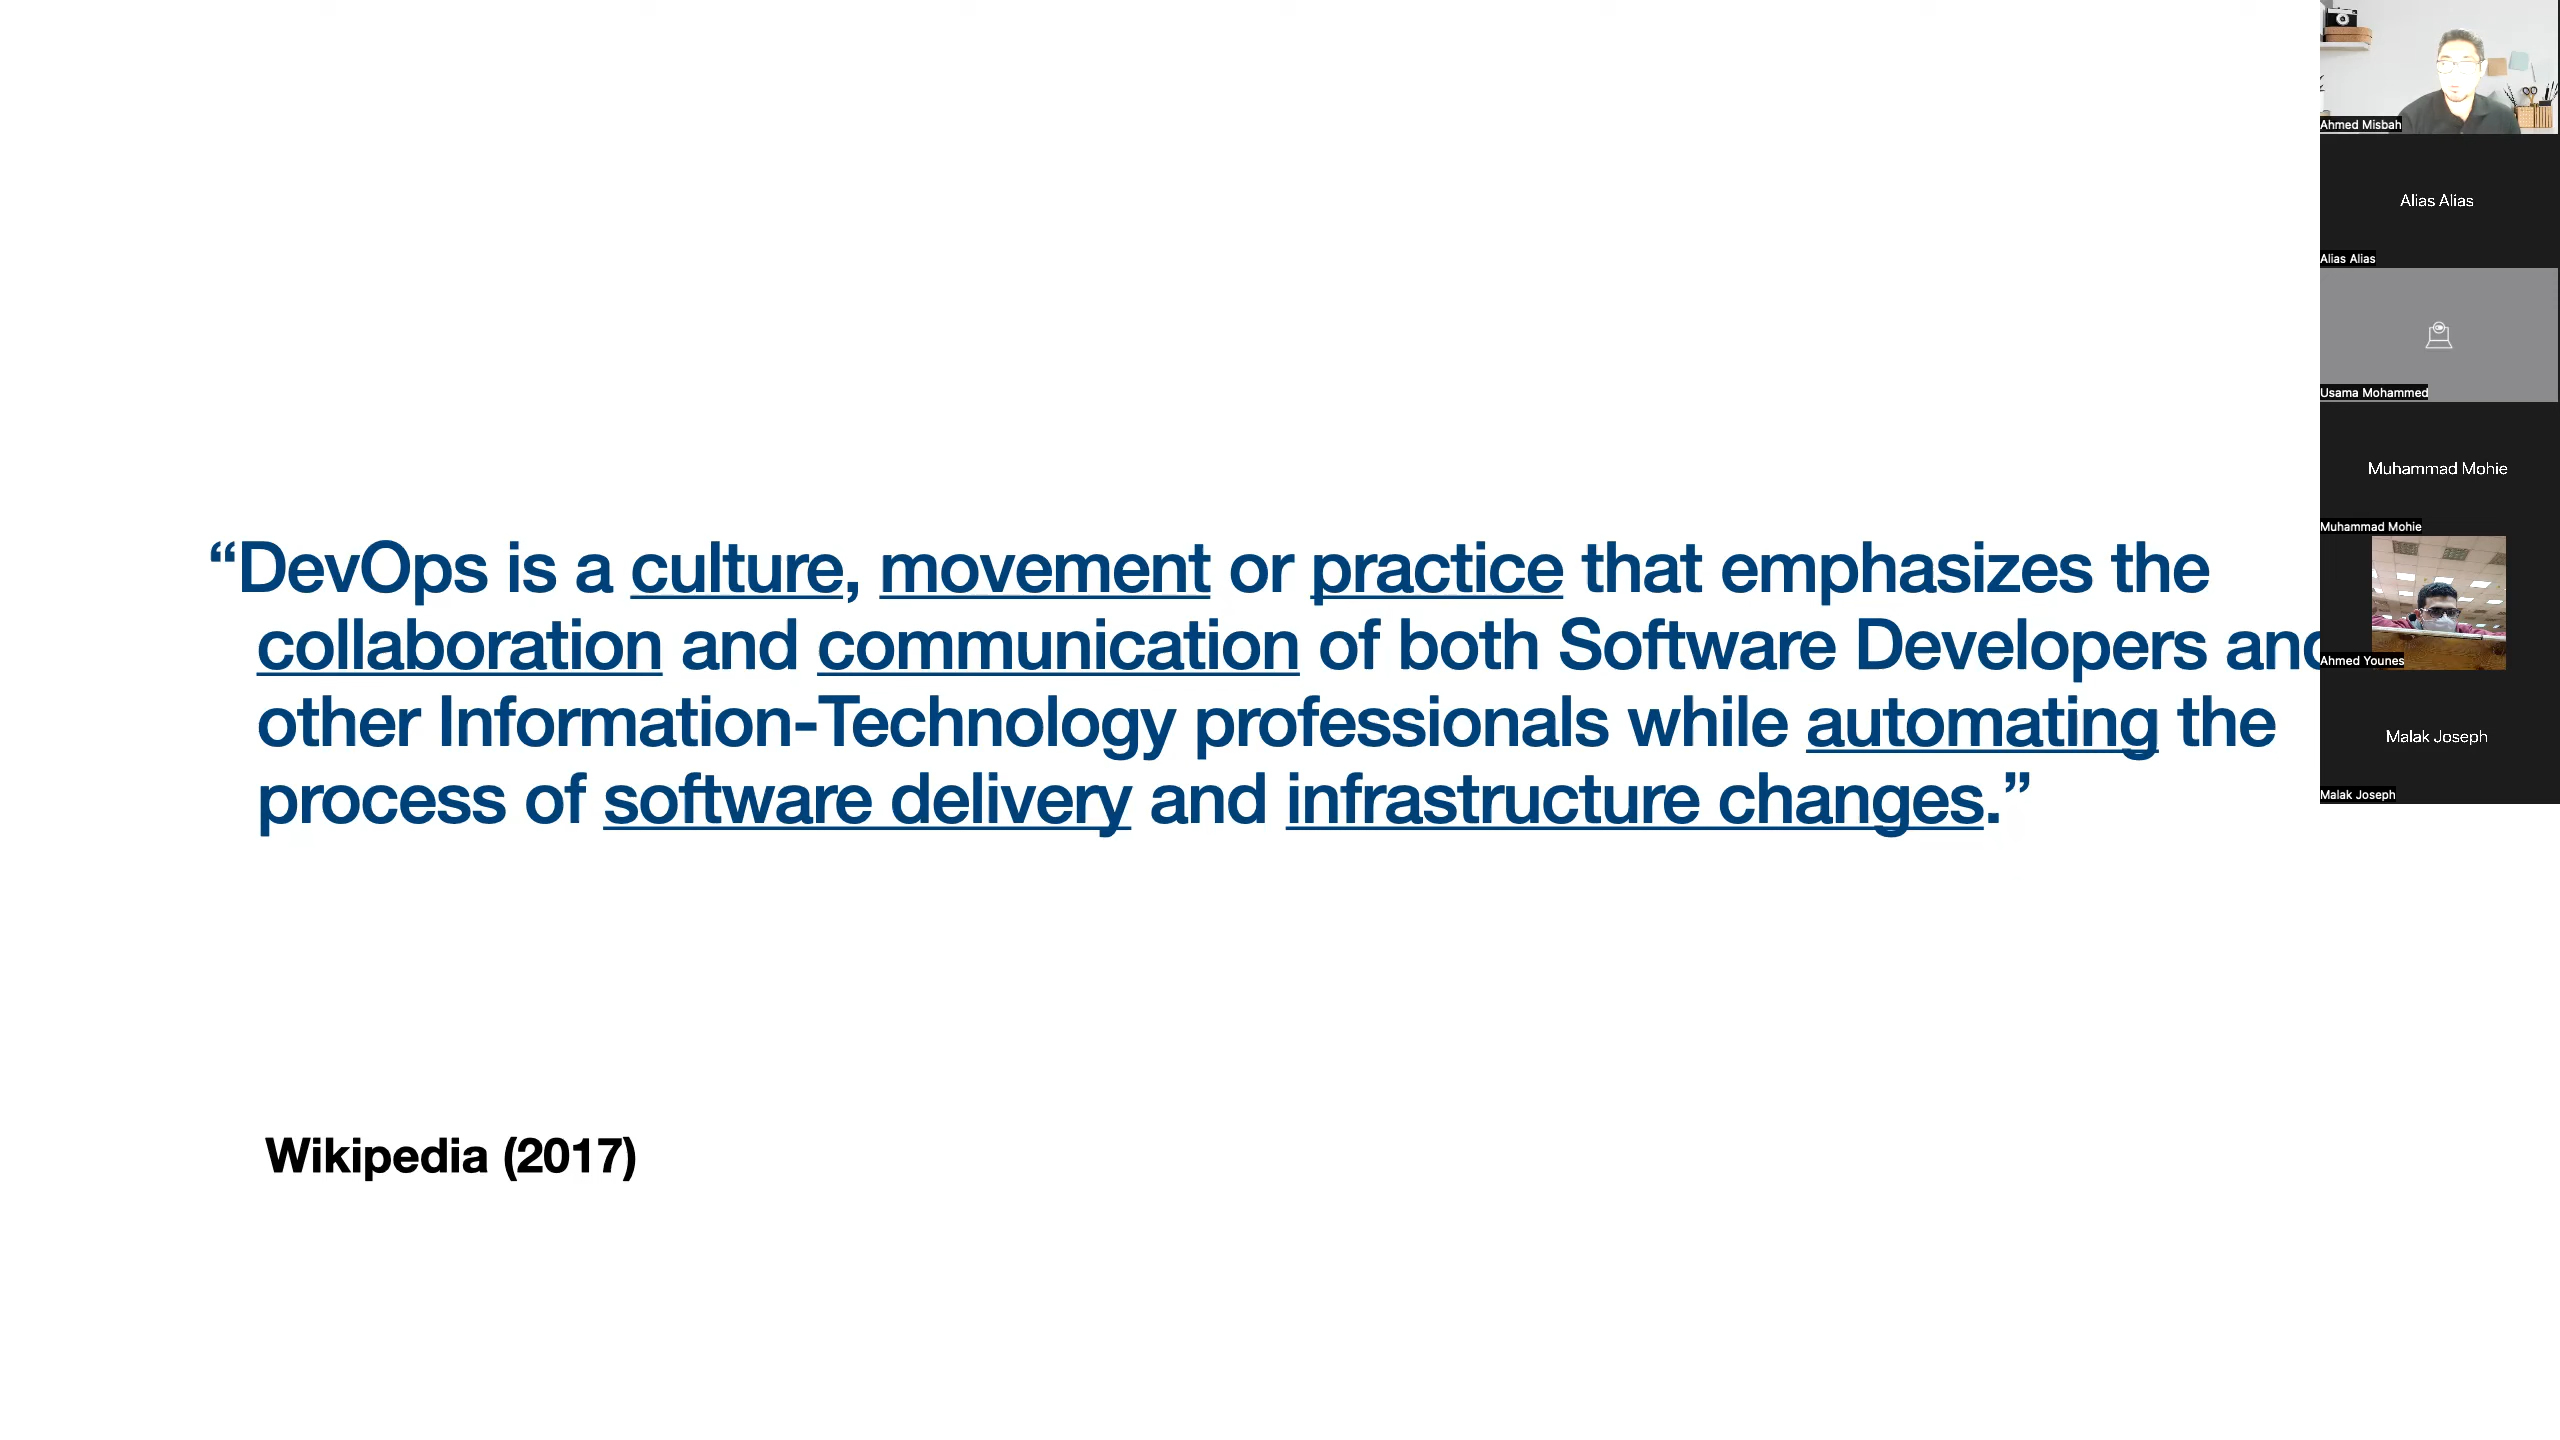 “DevOps is a culture, movement or practice that emphasizes the
collaboration and communication of both Software Developers and
other Information-Technology professionals while automating the
process of software delivery and infrastructure changes.”
Wikipedia (2017)
Ahmed Misbah
Alias Alias
Alias Alias
Usama Mohammed
Muhammad Mohie
Muhammad Mohie
Ahmed Younes
Malak Joseph
Malak Joseph